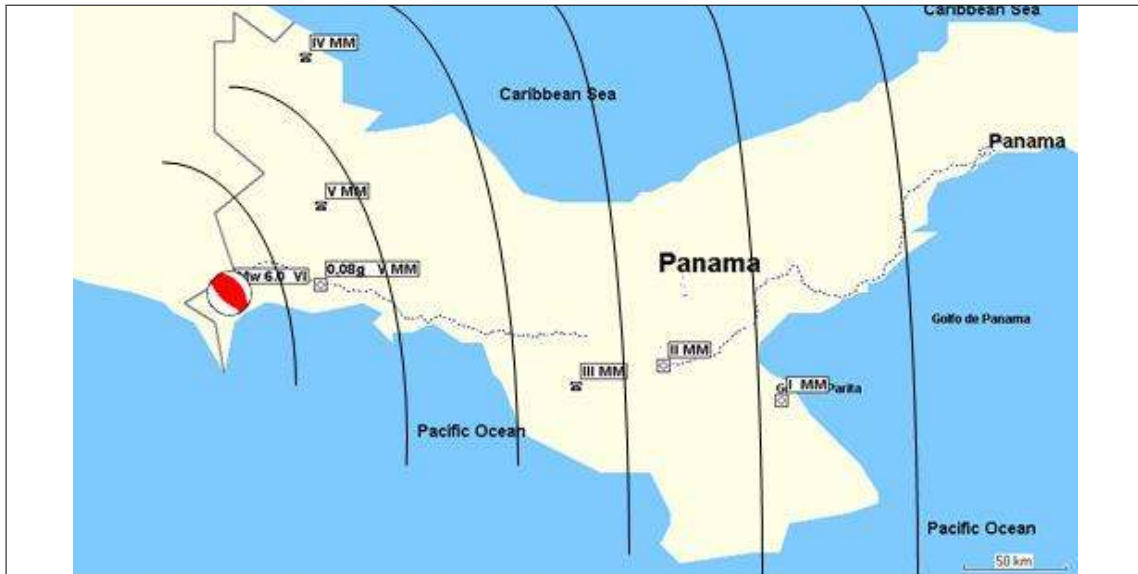 Caribbean Sea
IV MM
Caribbean Sea
Panama
V MM
Mw 6.0 VI
0,08g V MM
Panama
Golfo de Panama
II MM
III MM
I MM
Parita
Pacific Ocean
Pacific Ocean
50 km